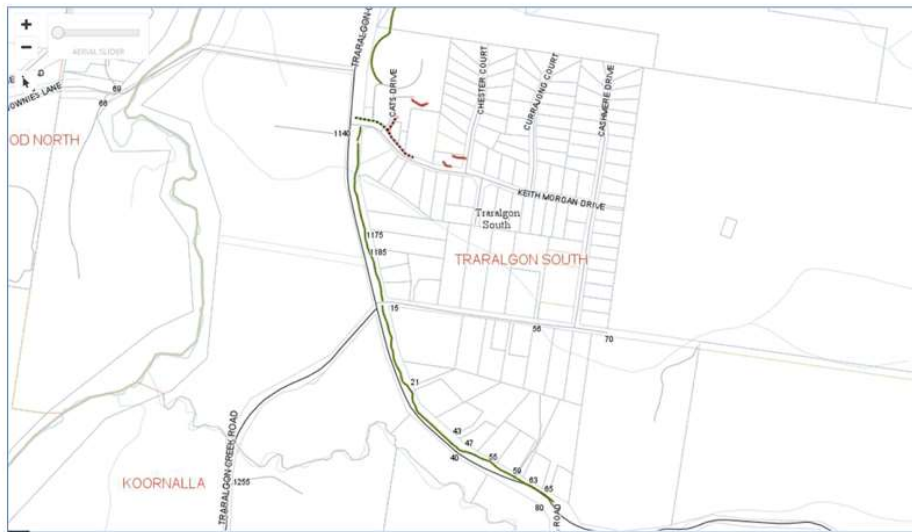 +
−
AERIAL SLIDER
TRARALGON-C
OWNIES LANE
69
68
OD NORTH
1140
CATS DRIVE
CHESTER COURT
CURRAJONG COURT
CASHMERE DRIVE
KEITH MORGAN DRIVE
Traralgon
South
TRARALGON SOUTH
1175
1185
15
56
70
21
43
47
40
55
59
63
65
80
ROAD
TRARALGON CREEK ROAD
1255
KOORNALLA